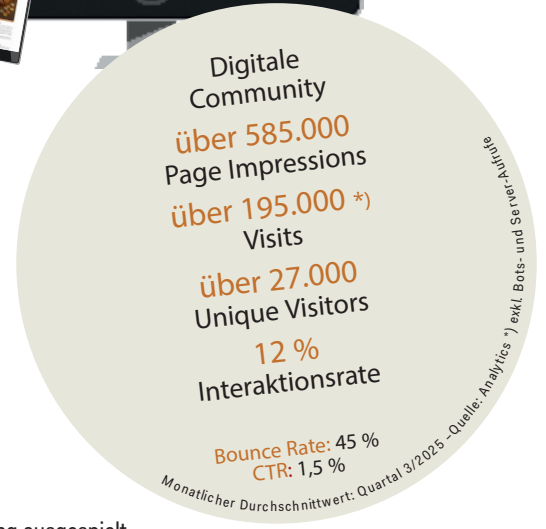 Digitale
Community
über 585.000
Page Impressions
über 195.000 *)
Visits
über 27.000
Unique Visitors
12 %
Interaktionsrate
Bounce Rate: 45 %
CTR: 1,5 %
Monatlicher Durchschnittwert: Quartal 3/2025 –Quelle: Analytics *) exkl. Bots- und Server-Aufrufe
ausgespielt